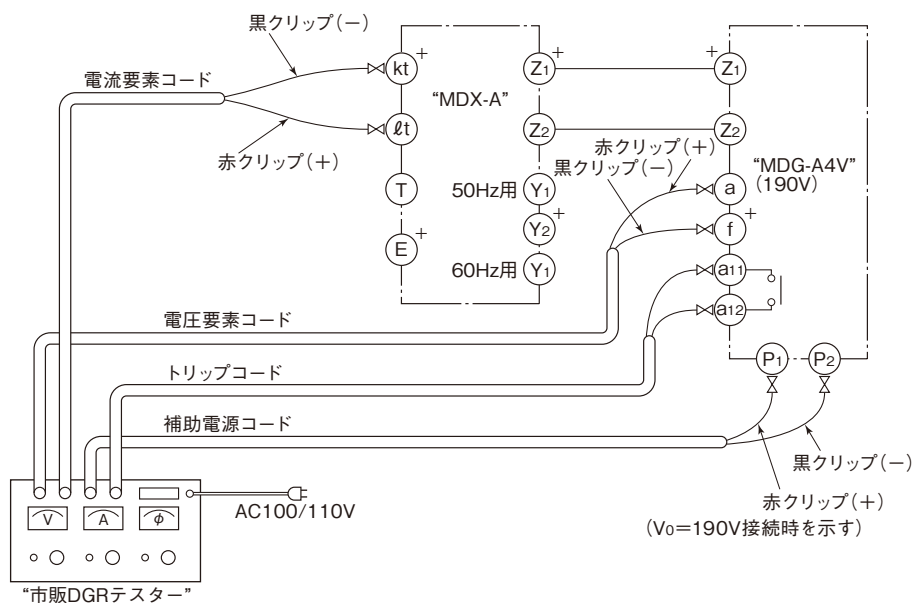 黒クリップ(−)
電流要素コード
赤クリップ(+)
kt
+
ℓt
T
E
+
“MDX-A”
Z1
+
Z2
50Hz用
Y1
Y2
+
60Hz用
Y1
赤クリップ(+)
黒クリップ(−)
+
Z1
Z2
“MDG-A4V”
(190V)
a
f
+
a11
a12
P1
P2
電圧要素コード
トリップコード
補助電源コード
黒クリップ(−)
赤クリップ(+)
(V0=190V接続時を示す)
AC100/110V
V
A
φ
“市販DGRテスター”